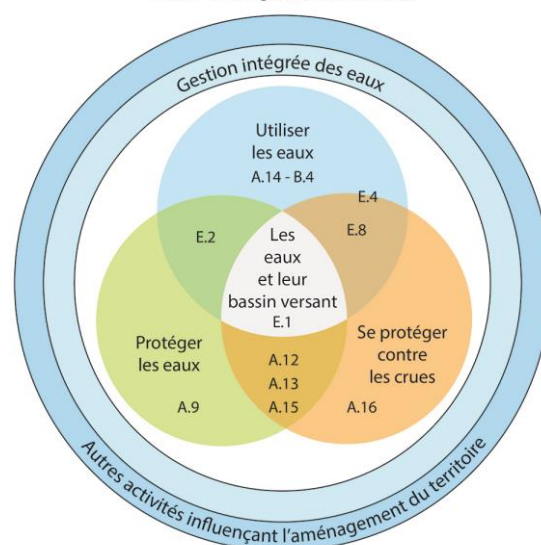 Gestion intégrée des eaux
Utiliser
les eaux
A.14 - B.4
E.4
E.2
E.8
Les
eaux
et leur
bassin versant
E.1
Protéger
les eaux
A.9
A.12
A.13
A.15
Se protéger
contre
les crues
A.16
Autres activités influençant l'aménagement du territoire